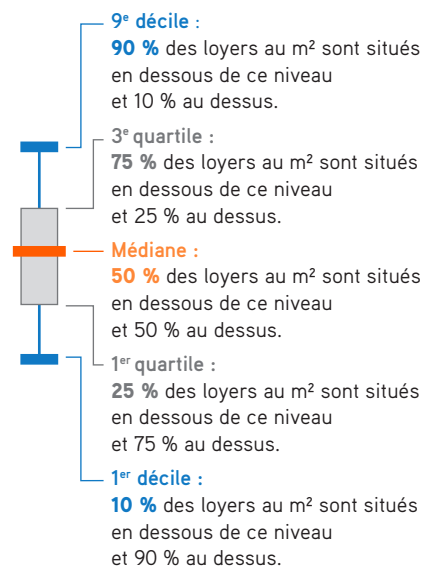 9e décile :
90 % des loyers au m² sont situés
en dessous de ce niveau
et 10 % au dessus.
3e quartile :
75 % des loyers au m² sont situés
en dessous de ce niveau
et 25 % au dessus.
Médiane :
50 % des loyers au m² sont situés
en dessous de ce niveau
et 50 % au dessus.
1er quartile :
25 % des loyers au m² sont situés
en dessous de ce niveau
et 75 % au dessus.
1er décile :
10 % des loyers au m² sont situés
en dessous de ce niveau
et 90 % au dessus.